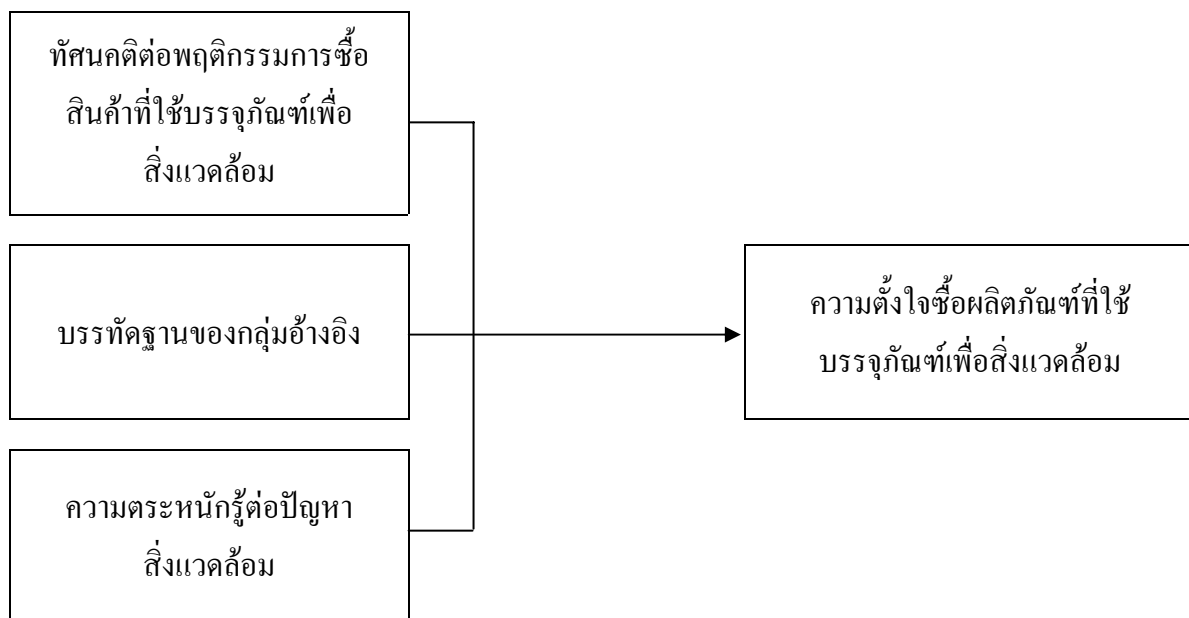 ทัศนคติต่อพฤติกรรมการซื้อ
สินค้าที่ใช้บรรจุภัณฑ์เพื่อ
สิ่งแวดล้อม
บรรทัดฐานของกลุ่มอ้างอิง
ความตระหนักรู้ต่อปัญหา
สิ่งแวดล้อม
ความตั้งใจซื้อผลิตภัณฑ์ที่ใช้
บรรจุภัณฑ์เพื่อสิ่งแวดล้อม